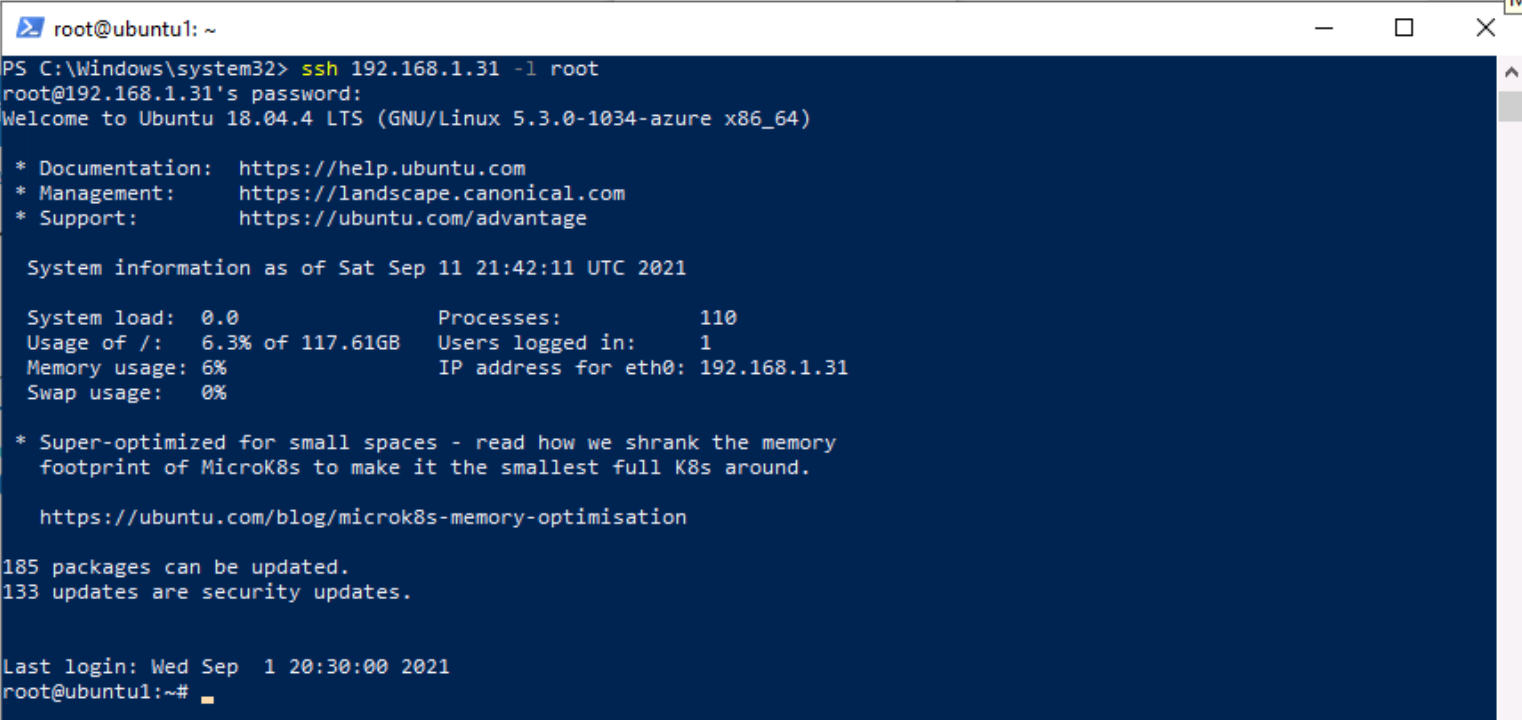 root@ubuntu1: ~
PS C:\Windows\system32> ssh 192.168.1.31 -l root
root@192.168.1.31's password:
Welcome to Ubuntu 18.04.4 LTS (GNU/Linux 5.3.0-1034-azure x86_64)
* Documentation:  https://help.ubuntu.com
* Management:     https://landscape.canonical.com
* Support:        https://ubuntu.com/advantage
System information as of Sat Sep 11 21:42:11 UTC 2021
System load:  0.0                Processes:           110
Usage of /:   6.3% of 117.61GB   Users logged in:     1
Memory usage: 6%                 IP address for eth0: 192.168.1.31
Swap usage:   0%
* Super-optimized for small spaces - read how we shrank the memory
footprint of MicroK8s to make it the smallest full K8s around.
https://ubuntu.com/blog/microk8s-memory-optimisation
185 packages can be updated.
133 updates are security updates.
Last login: Wed Sep  1 20:30:00 2021
root@ubuntu1:~#